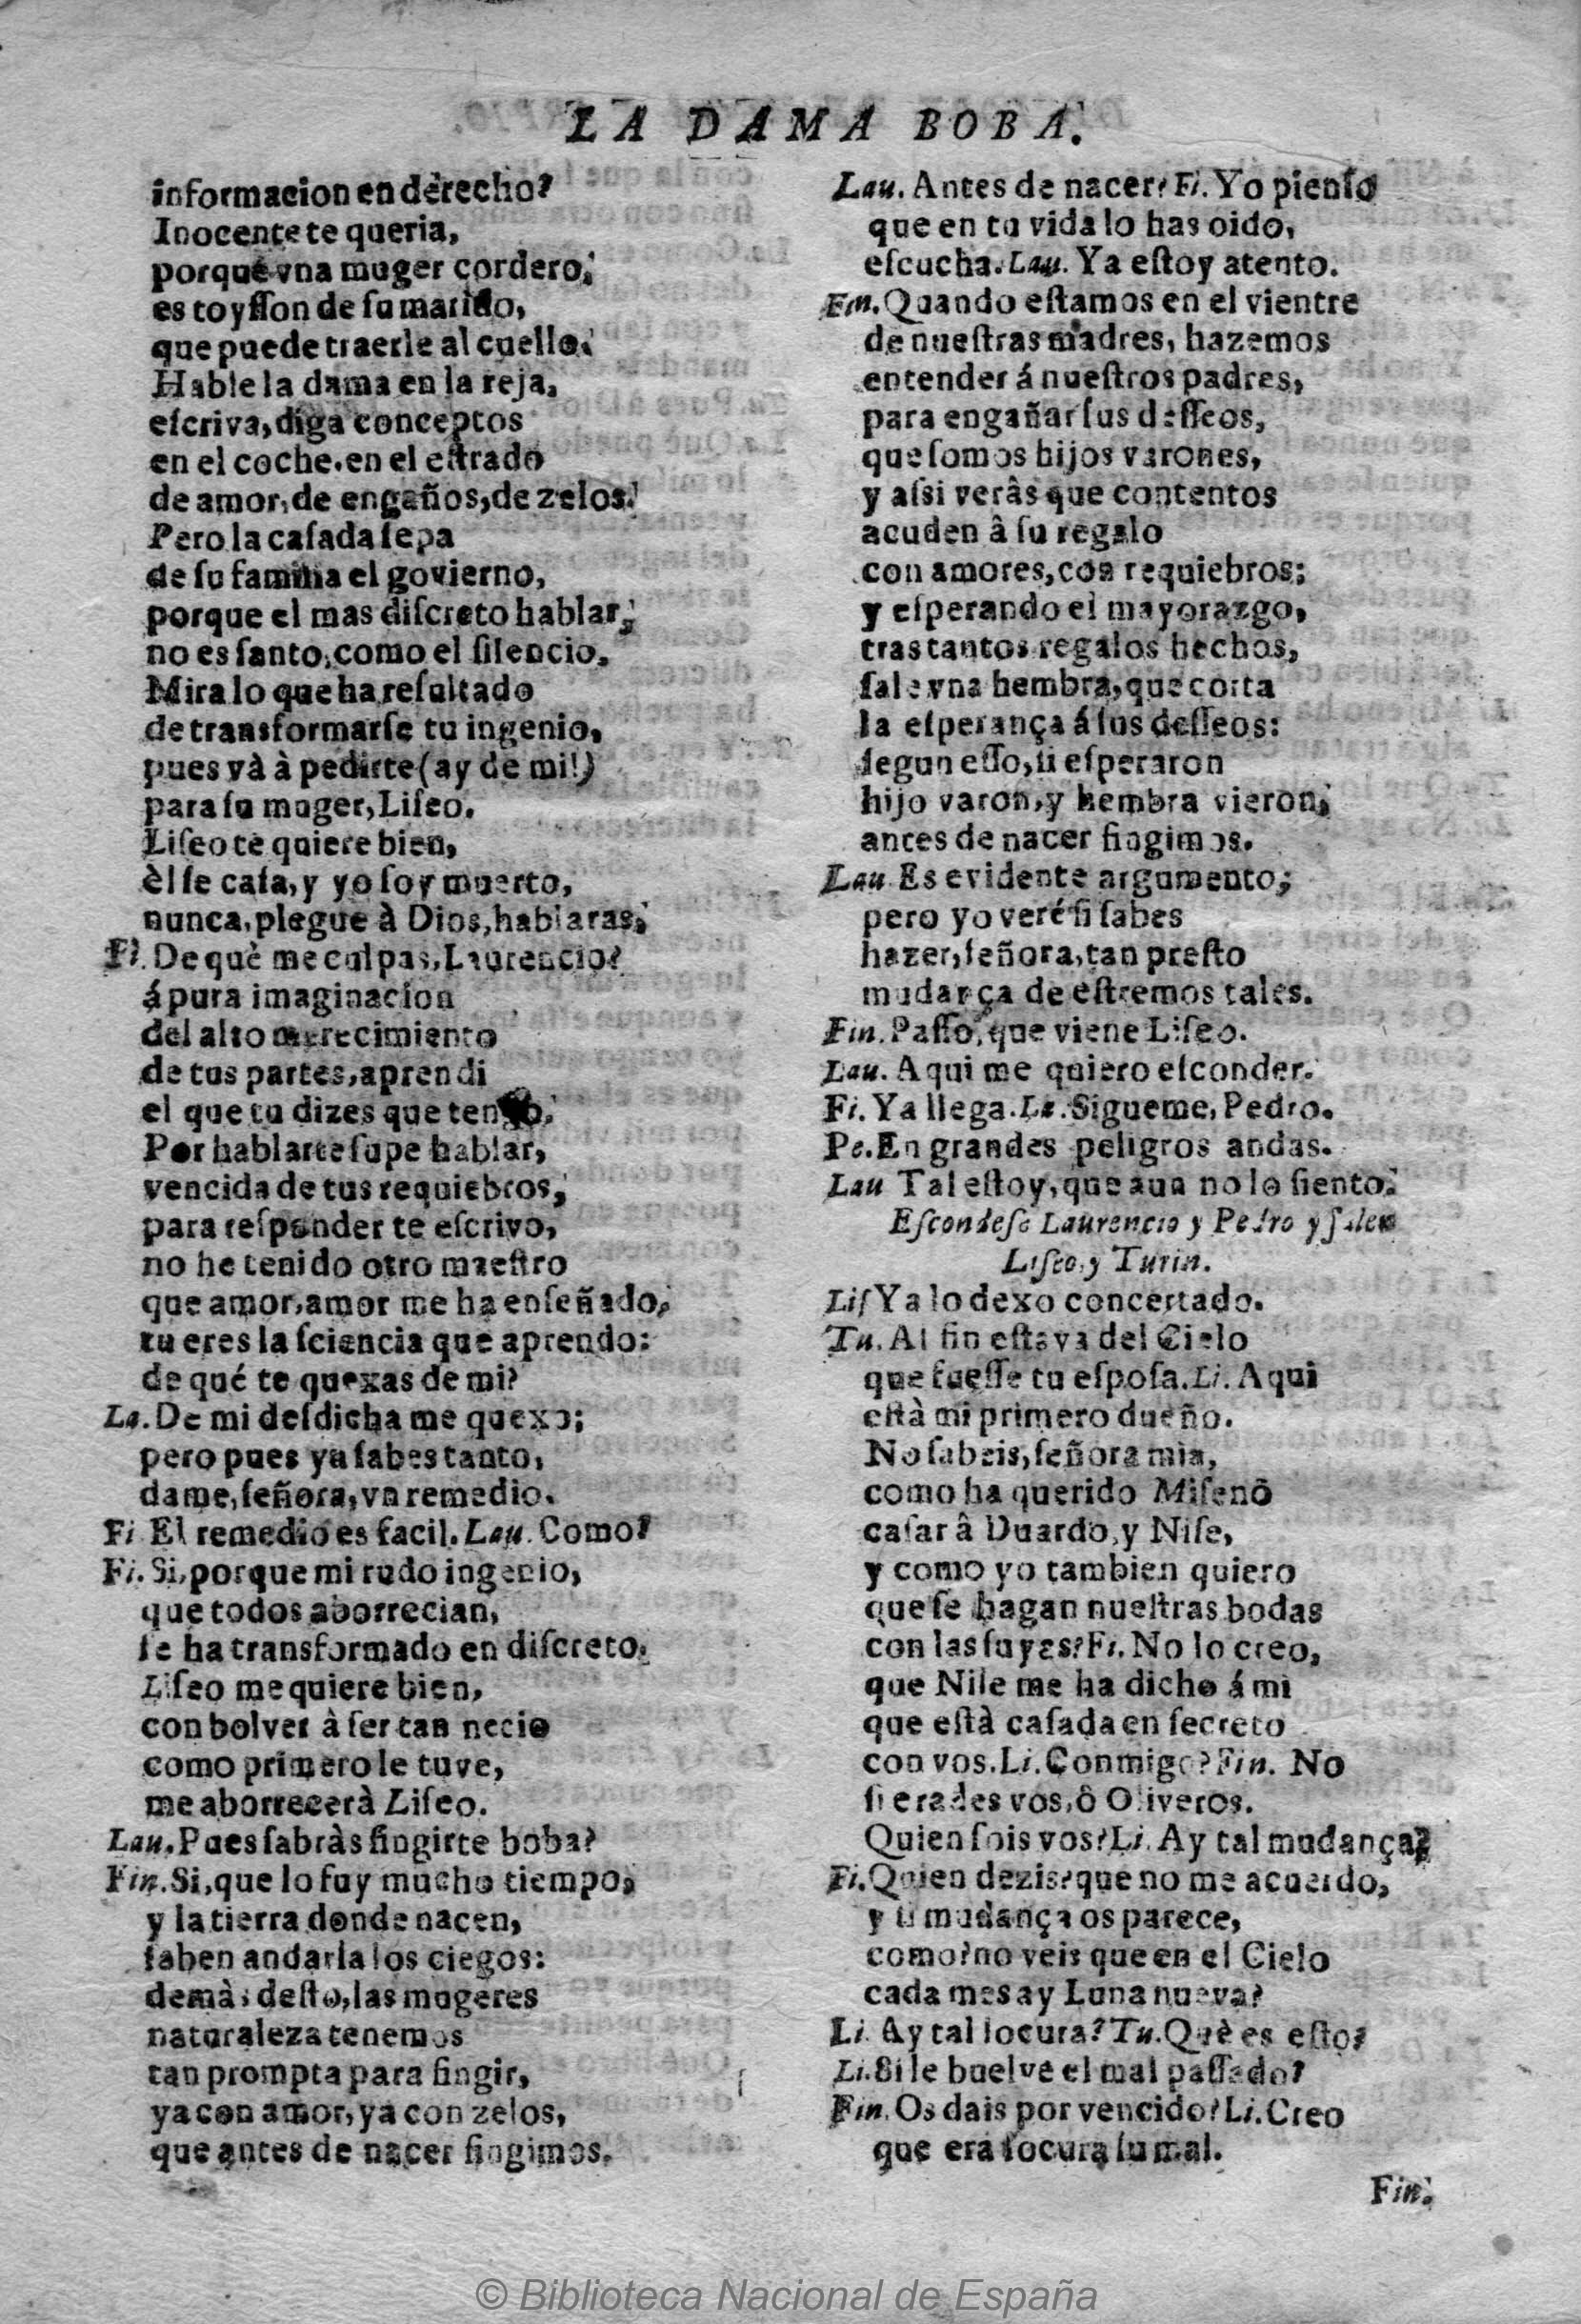 LA DAMA BOBA.
informacion en dèrecho?
Inocente te queria,
porque vna muger cordero,
es toyſſon de ſu marido,
que puede traerle al cuello.
Hable la dama en la reja,
eſcriva, diga conceptos
en el coche, en el eſtrado
de amor, de engaños, de zelos.
Pero la caſada ſepa
de ſu familia el govierno,
porque el mas diſcreto hablar,
no es ſanto, como el ſilencio.
Mira lo que ha reſultado
de transformarſe tu ingenio,
pues và à pedirte (ay de mi!)
para ſu muger, Liſeo.
Liſeo te quiere bien,
èl ſe caſa, y yo ſoy muerto,
nunca, plegue à Dios, hablaras.
Fi. De què me culpas, Laurencio?
á pura imaginacion
del alto merecimiento
de tus partes, aprendi
el que tu dizes que tengo.
Por hablarte ſupe hablar,
vencida de tus requiebros,
para reſponder te eſcrivo,
no he tenido otro maeſtro
que amor, amor me ha enſeñado,
tu eres la ſciencia que aprendo:
de qué te quexas de mi?
La. De mi deſdicha me quexo;
pero pues ya ſabes tanto,
dame, ſeñora, vn remedio.
Fi El remedio es facil. Lau. Como?
Fi. Si, porque mi rudo ingenio,
que todos aborrecian,
ſe ha transformado en diſcreto.
Liſeo me quiere bien,
con bolver à ſer tan necio
como primero le tuve,
me aborrecerà Liſeo.
Lau. Pues ſabràs fingirte boba?
Fin. Si, que lo fuy mucho tiempo,
y la tierra donde nacen,
ſaben andarla los ciegos:
demàs deſto, las mugeres
naturaleza tenemos
tan prompta para fingir,
ya con amor, ya con zelos,
que antes de nacer fingimos.
Lau. Antes de nacer? Fi. Yo pienſo
que en tu vida lo has oido,
eſcucha. Lau. Ya eſtoy atento.
Fin. Quando eſtamos en el vientre
de nueſtras madres, hazemos
entender á nueſtros padres,
para engañar ſus deſſeos,
que ſomos hijos varones,
y aſsi veràs que contentos
acuden â ſu regalo
con amores, con requiebros;
y eſperando el mayorazgo,
tras tantos regalos hechos,
ſale vna hembra, que corta
la eſperança á ſus deſſeos:
ſegun eſſo, ſi eſperaron
hijo varon, y hembra vieron,
antes de nacer fingimos.
Lau Es evidente argumento;
pero yo veré ſi ſabes
hazer, ſeñora, tan preſto
mudança de eſtremos tales.
Fin. Paſſo, que viene Liſeo.
Lau. Aqui me quiero eſconder.
Fi. Ya llega. La. Sigueme, Pedro.
Pe. En grandes peligros andas.
Lau Tal eſtoy, que aun no lo ſiento.
Eſcondeſe Laurencio y Pedro y ſalen
Liſeo, y Turin.
Liſ Ya lo dexo concertado.
Tu. Al fin eſtava del Cielo
que fueſſe tu eſpoſa. Li. Aqui
eſtà mi primero dueño.
No ſabeis, ſeñora mia,
como ha querido Miſenô
caſar â Duardo, y Niſe,
y como yo tambien quiero
que ſe hagan nueſtras bodas
con las ſuyas? Fi. No lo creo,
que Niſe me ha dicho á mi
que eſtà caſada en ſecreto
con vos. Li. Conmigo? Fin. No
ſi erades vos, ô Oliveros.
Quien ſois vos? Li. Ay tal mudança?
Fi. Quien dezis? que no me acuerdo,
y ſi mudança os parece,
como? no veis que en el Cielo
cada mes ay Luna nueva?
Li. Ay tal locura? Tu. Què es eſto?
Li. Si le buelve el mal paſſado?
Fin. Os dais por vencido? Li. Creo
que era locura ſu mal.
Fin.
© Biblioteca Nacional de España